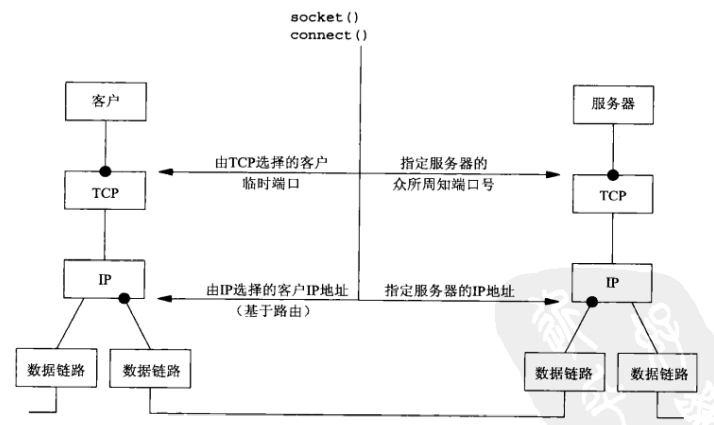 socket()
connect()
客户
服务器
由TCP选择的客户
指定服务器的
临时端口
众所周知端口号
TCP
TCP
IP
IP
由IP选择的客户IP地址
指定服务器的IP地址
（基于路由）
数据链路
数据链路
数据链路
数据链路